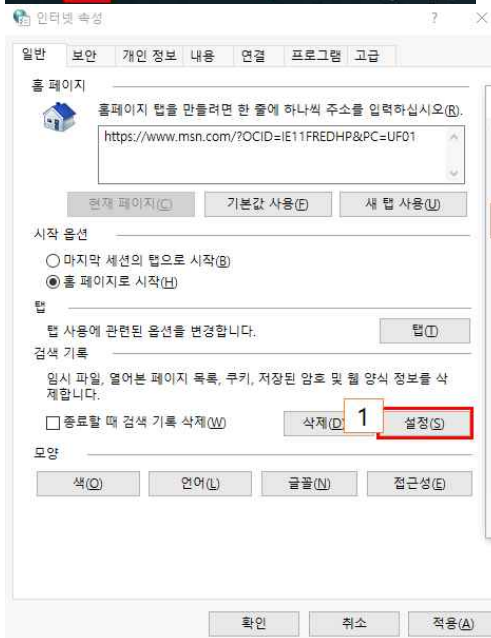 인터넷 속성
? ×
일반 보안 개인 정보 내용 연결 프로그램 고급
홈 페이지
홈페이지 탭을 만들려면 한 줄에 하나씩 주소를 입력하십시오(R).
https://www.msn.com/?OCID=IE11FREDHP&PC=UF01
현재 페이지(C) 기본값 사용(F) 새 탭 사용(U)
시작 옵션
마지막 세션의 탭으로 시작(B)
홈 페이지로 시작(H)
탭
탭 사용에 관련된 옵션을 변경합니다. 탭(T)
검색 기록
임시 파일, 열어본 페이지 목록, 쿠키, 저장된 암호 및 웹 양식 정보를 삭
제합니다.
종료할 때 검색 기록 삭제(W) 삭제(D 1 설정(S)
모양
색(O) 언어(L) 글꼴(N) 접근성(E)
확인 취소 적용(A)